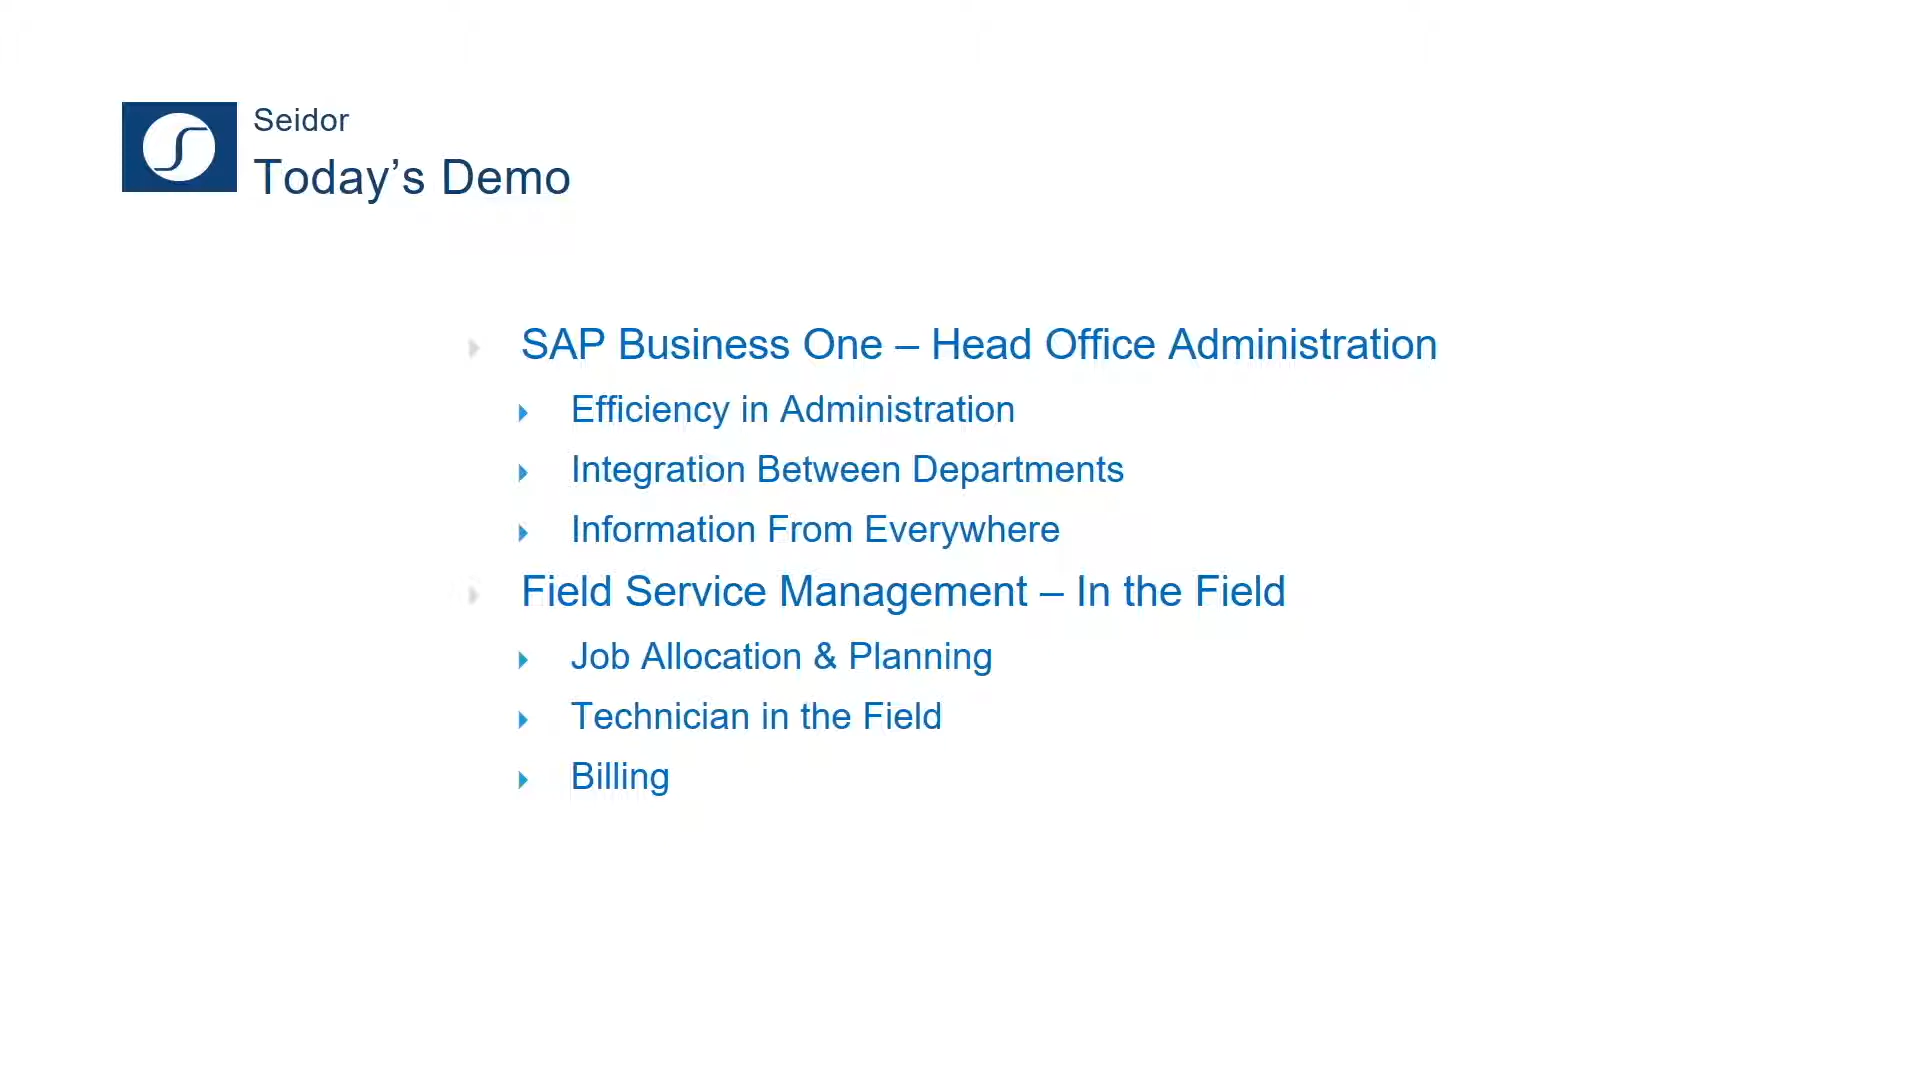 Seidor
Today’s Demo
SAP Business One – Head Office Administration
Efficiency in Administration
Integration Between Departments
Information From Everywhere
Field Service Management – In the Field
Job Allocation & Planning
Technician in the Field
Billing